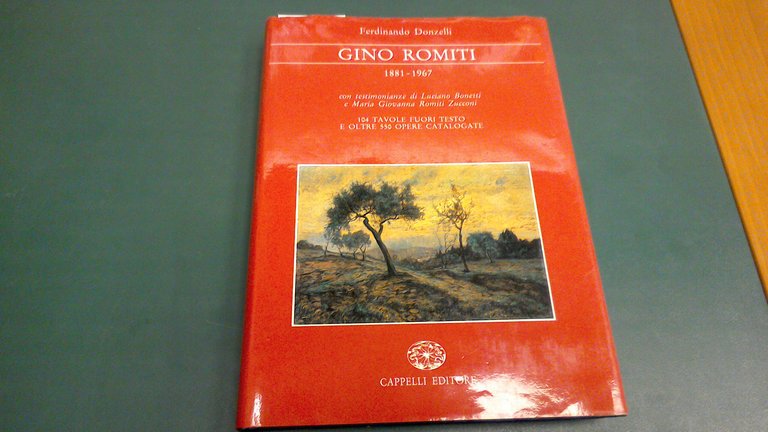 Ferdinando Donzelli
GINO ROMITI
1881-1967
con testimonianze di Luciano Bonetti
e Maria Giovanna Romiti Zucconi
104 TAVOLE FUORI TESTO
E OLTRE 550 OPERE CATALOGATE
CAPPELLI EDITORE